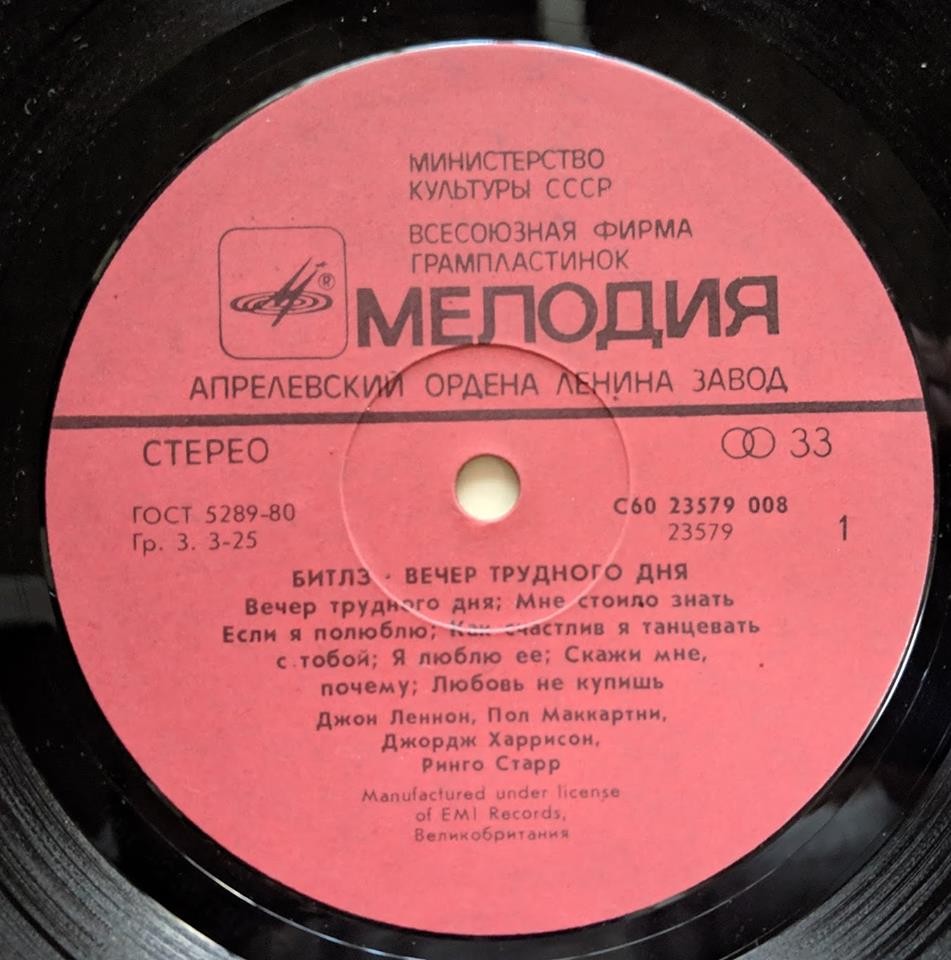 МИНИСТЕРСТВО
КУЛЬТУРЫ СССР
ВСЕСОЮЗНАЯ ФИРМА
ГРАМПЛАСТИНОК
®
МЕЛОДИЯ
АПРЕЛЕВСКИЙ ОРДЕНА ЛЕНИНА ЗАВОД
СТЕРЕО
33
ГОСТ 5289-80
Гр. 3. 3-25
С60 23579 008
23579
1
БИТЛЗ · ВЕЧЕР ТРУДНОГО ДНЯ
Вечер трудного дня; Мне стоило знать
Если я полюблю; Как счастлив я танцевать
с тобой; Я люблю ее; Скажи мне,
почему; Любовь не купишь
Джон Леннон, Пол Маккартни,
Джордж Харрисон,
Ринго Старр
Manufactured under license
of EMI Records,
Великобритания